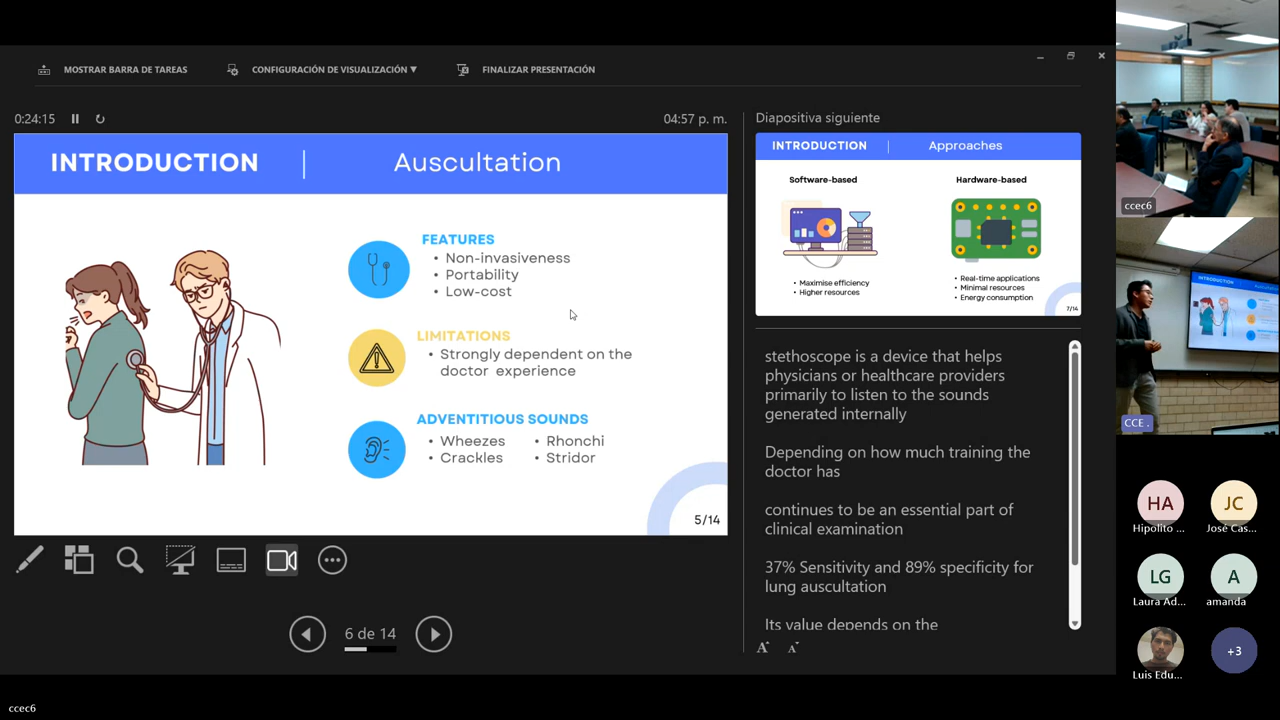 MOSTRAR BARRA DE TAREAS
CONFIGURACIÓN DE VISUALIZACIÓN ▼
FINALIZAR PRESENTACIÓN
0:24:15
04:57 p. m.
INTRODUCTION
Auscultation
FEATURES
• Non-invasiveness
• Portability
• Low-cost
LIMITATIONS
• Strongly dependent on the
doctor experience
ADVENTITIOUS SOUNDS
• Wheezes
• Rhonchi
• Crackles
• Stridor
5/14
6 de 14
Diapositiva siguiente
INTRODUCTION
Approaches
Software-based
Hardware-based
• Maximise efficiency
• Higher resources
• Real-time applications
• Minimal resources
• Energy consumption
7/14
stethoscope is a device that helps
physicians or healthcare providers
primarily to listen to the sounds
generated internally
Depending on how much training the
doctor has
continues to be an essential part of
clinical examination
37% Sensitivity and 89% specificity for
lung auscultation
Its value depends on the
A
A
ccec6
INTRODUCTION
CCE .
HA
Hipolito ...
JC
José Cas...
LG
Laura Ad...
A
amanda
Luis Edu...
+3
ccec6